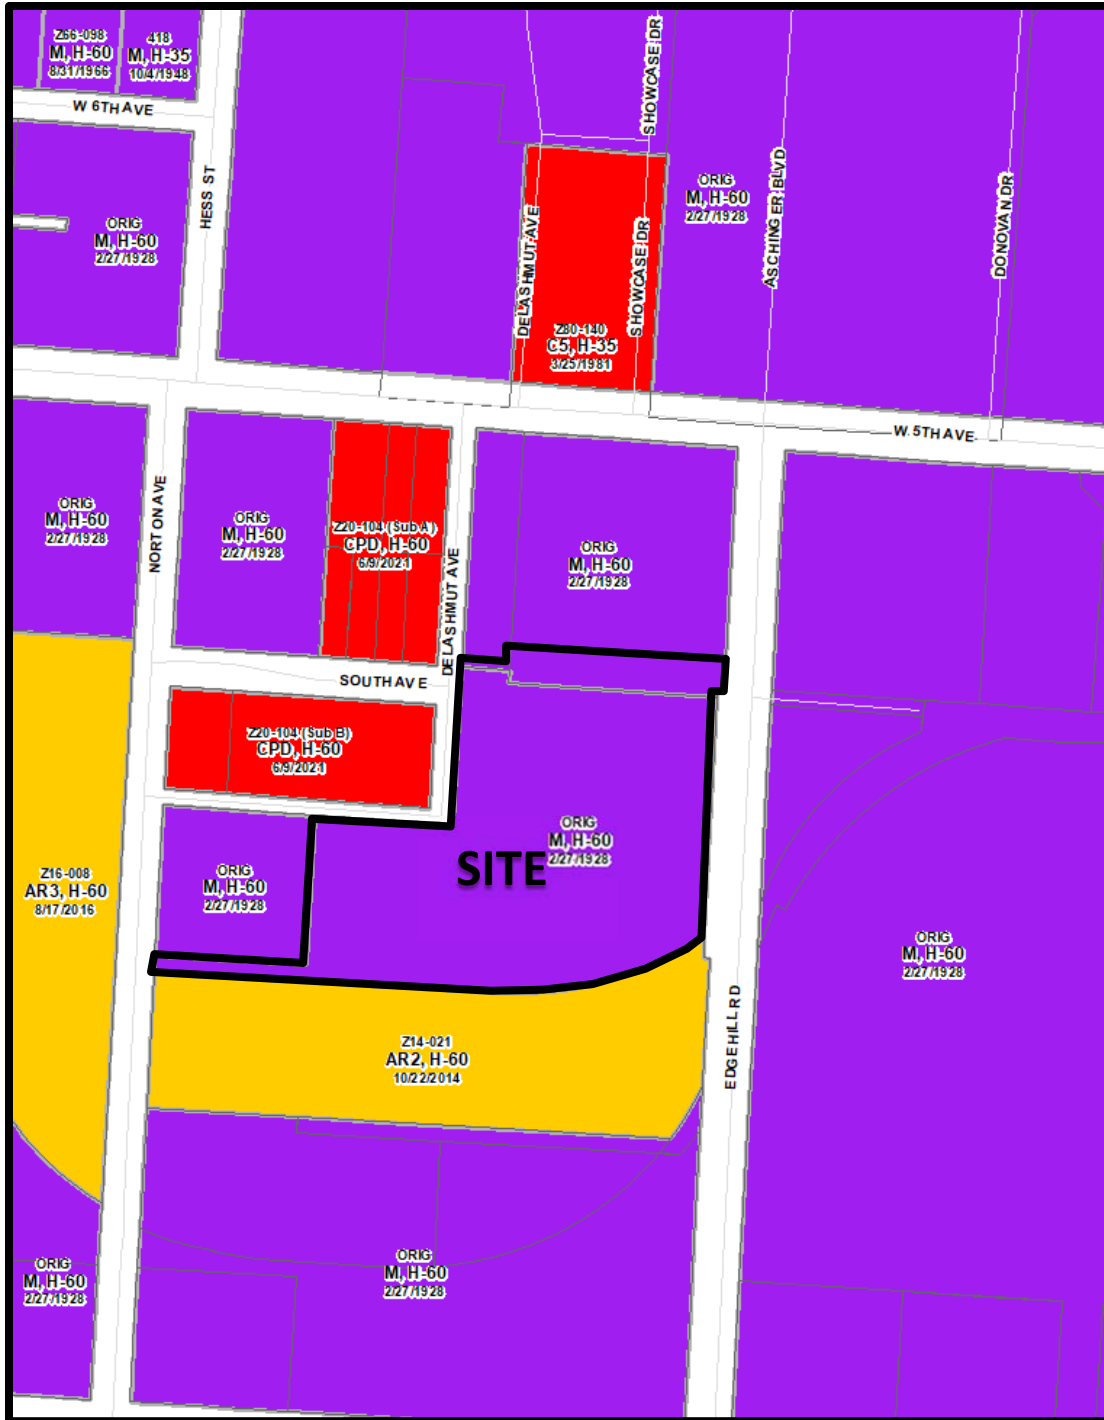 Z66-098
M, H-60
8/31/1966
418
M, H-35
10/4/1948
W 6TH AVE
HESS ST
ORIG
M, H-60
2/27/1928
SHOWCASE DR
ORIG
M, H-60
2/27/1928
ASCHINGER BLVD
DONOVAN DR
DELASHMUT AVE
SHOWCASE DR
Z80-140
C5, H-35
3/25/1981
W 5TH AVE
ORIG
M, H-60
2/27/1928
NORTON AVE
ORIG
M, H-60
2/27/1928
Z20-104 (Sub A)
CPD, H-60
6/9/2021
DELASHMUT AVE
ORIG
M, H-60
2/27/1928
SOUTH AVE
Z20-104 (Sub B)
CPD, H-60
6/9/2021
ORIG
M, H-60
2/27/1928
SITE
Z16-008
AR3, H-60
8/17/2016
ORIG
M, H-60
2/27/1928
ORIG
M, H-60
2/27/1928
EDGEHILL RD
Z14-021
AR2, H-60
10/22/2014
ORIG
M, H-60
2/27/1928
ORIG
M, H-60
2/27/1928